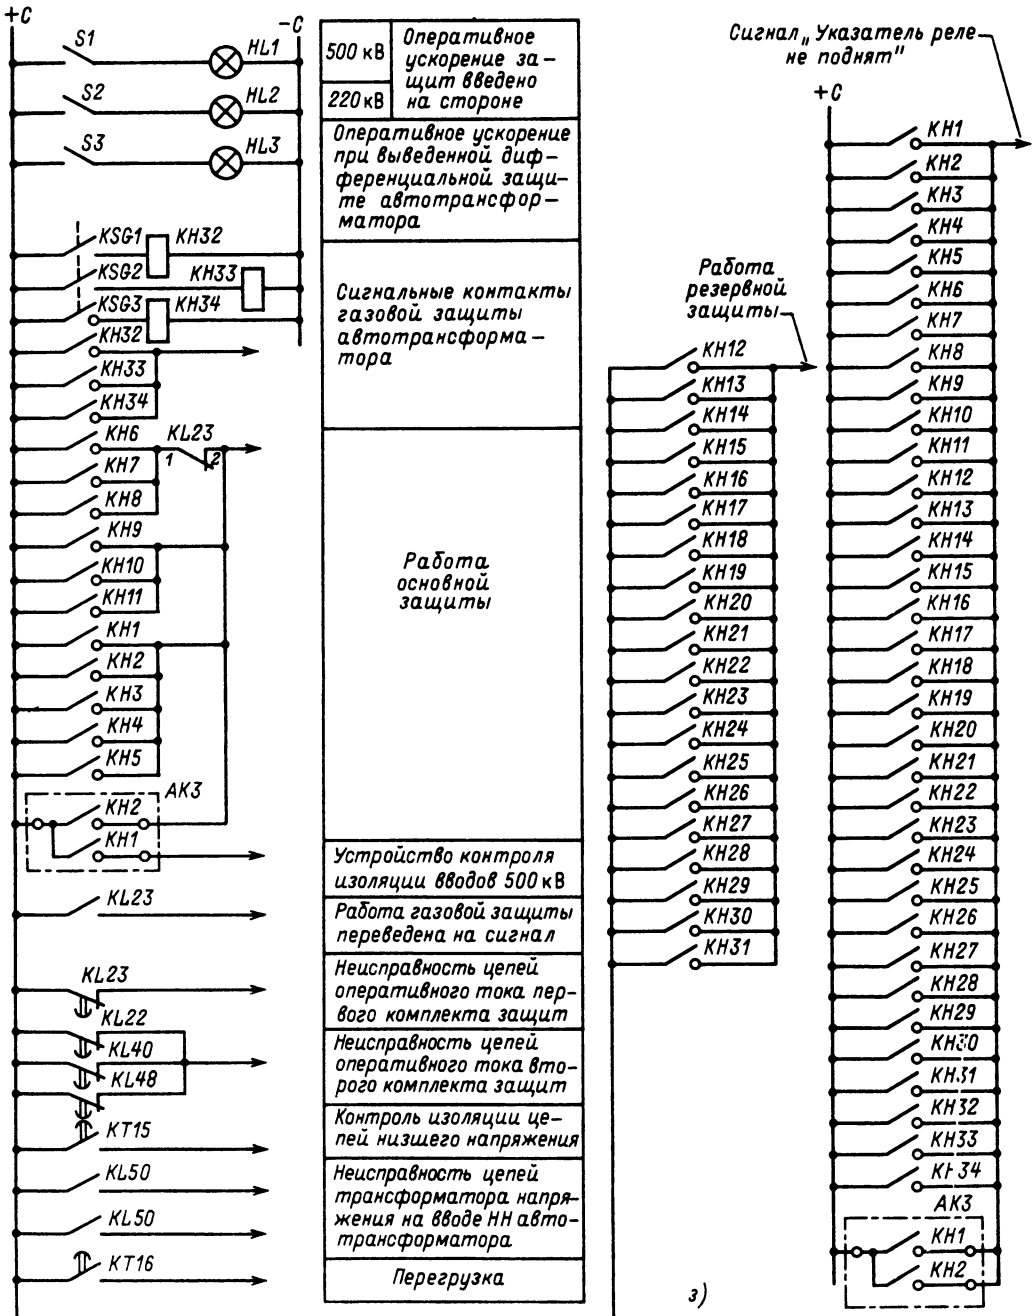 +С
−С
S1
HL1
S2
HL2
S3
HL3
KSG1
KH32
KSG2
KH33
KSG3
KH34
KH32
KH33
KH34
KH6
KL23
1
2
KH7
KH8
KH9
KH10
KH11
KH1
KH2
KH3
KH4
KH5
AK3
KH2
KH1
KL23
KL23
KL22
KL40
KL48
KT15
KL50
KL50
KT16
500 кВ
220 кВ
Оперативное
ускорение за-
щит введено
на стороне
Оперативное ускорение
при выведенной диф-
ференциальной защи-
те автотрансфор-
матора
Сигнальные контакты
газовой защиты
автотрансформа-
тора
Работа
основной
защиты
Устройство контроля
изоляции вводов 500 кВ
Работа газовой защиты
переведена на сигнал
Неисправность цепей
оперативного тока пер-
вого комплекта защит
Неисправность цепей
оперативного тока вто-
рого комплекта защит
Контроль изоляции це-
пей низшего напряжения
Неисправность цепей
трансформатора напря-
жения на вводе НН авто-
трансформатора
Перегрузка
Работа
резервной
защиты
KH12
KH13
KH14
KH15
KH16
KH17
KH18
KH19
KH20
KH21
KH22
KH23
KH24
KH25
KH26
KH27
KH28
KH29
KH30
KH31
з)
Сигнал „Указатель реле
не поднят"
+С
KH1
KH2
KH3
KH4
KH5
KH6
KH7
KH8
KH9
KH10
KH11
KH12
KH13
KH14
KH15
KH16
KH17
KH18
KH19
KH20
KH21
KH22
KH23
KH24
KH25
KH26
KH27
KH28
KH29
KH30
KH31
KH32
KH33
KH34
AK3
KH1
KH2